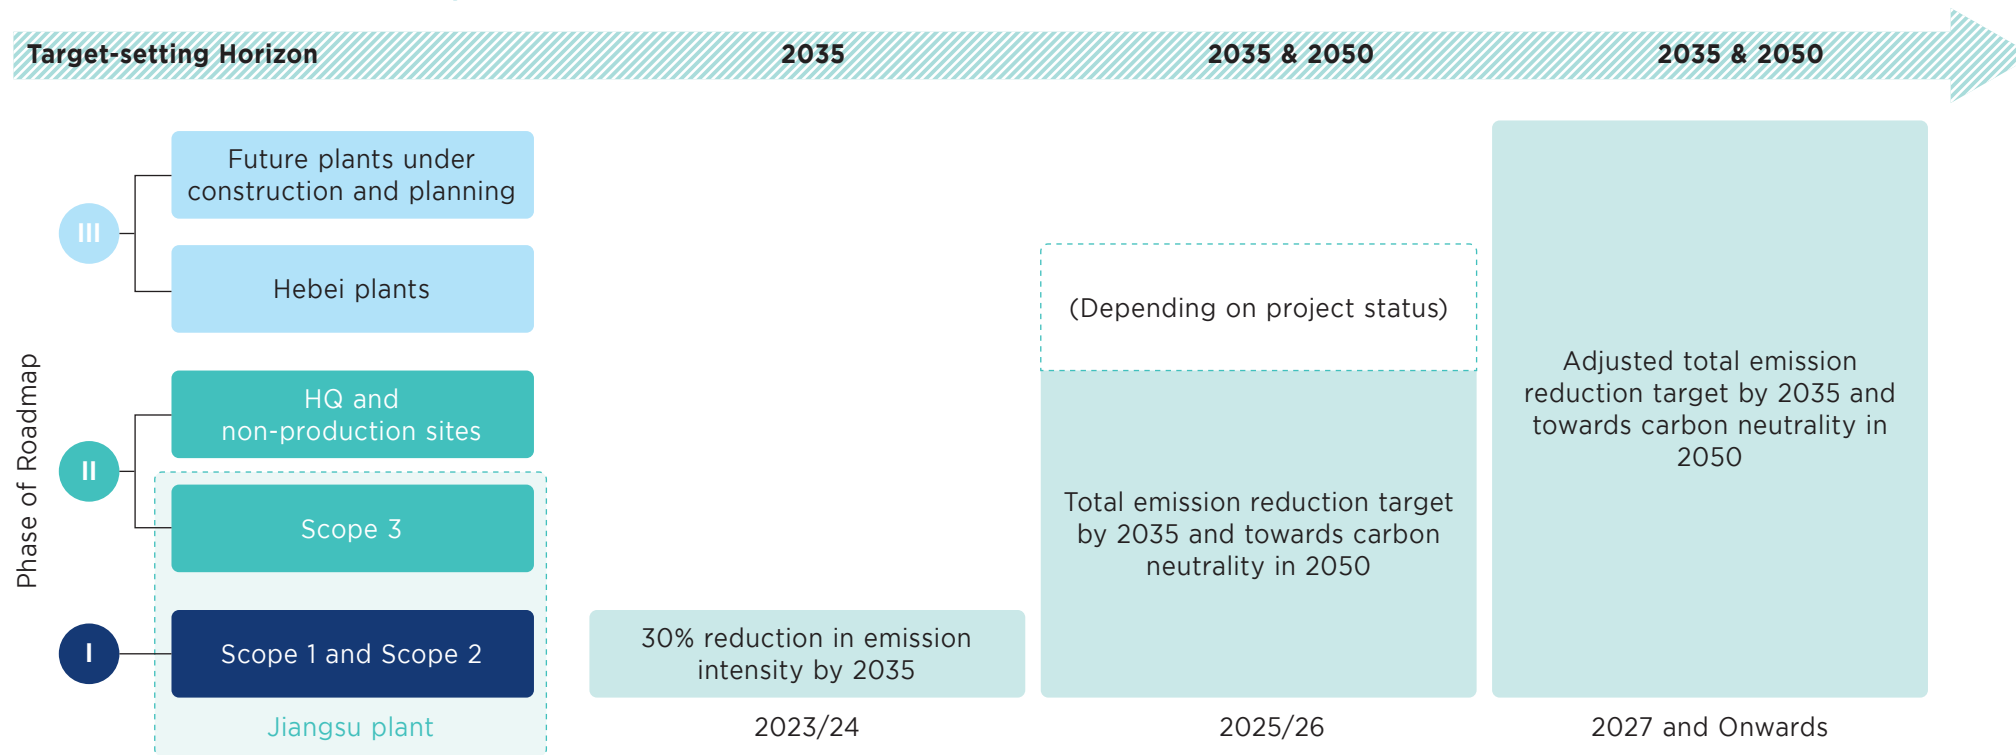 Target-setting Horizon
2035
2035 & 2050
2035 & 2050
Phase of Roadmap
III
Future plants under
construction and planning
Hebei plants
II
HQ and
non-production sites
Scope 3
I
Scope 1 and Scope 2
Jiangsu plant
30% reduction in emission
intensity by 2035
2023/24
(Depending on project status)
Total emission reduction target
by 2035 and towards carbon
neutrality in 2050
2025/26
Adjusted total emission
reduction target by 2035 and
towards carbon neutrality in
2050
2027 and Onwards